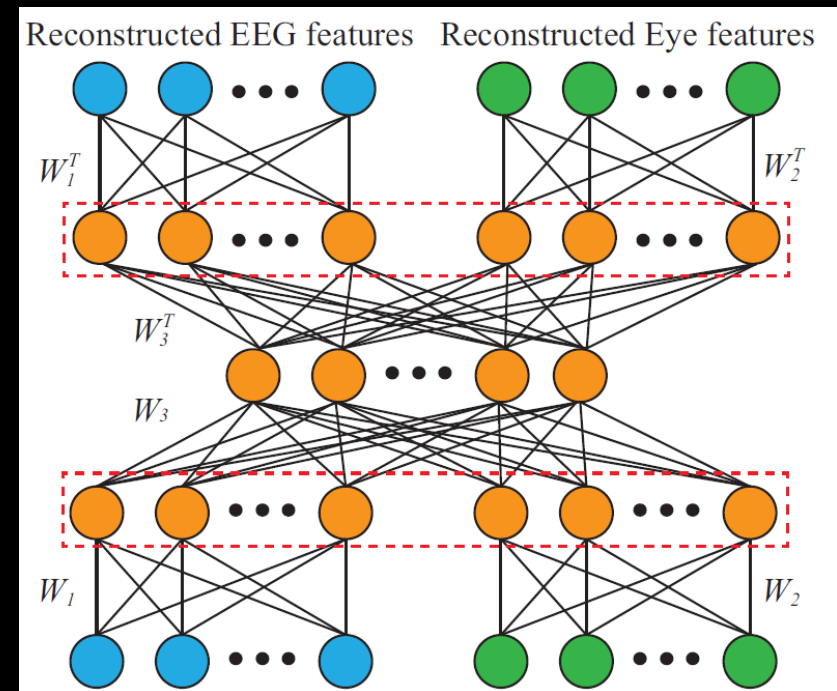 Reconstructed EEG features Reconstructed Eye features
W_1^T W_2^T
W_3^T
W_3
W_1 W_2